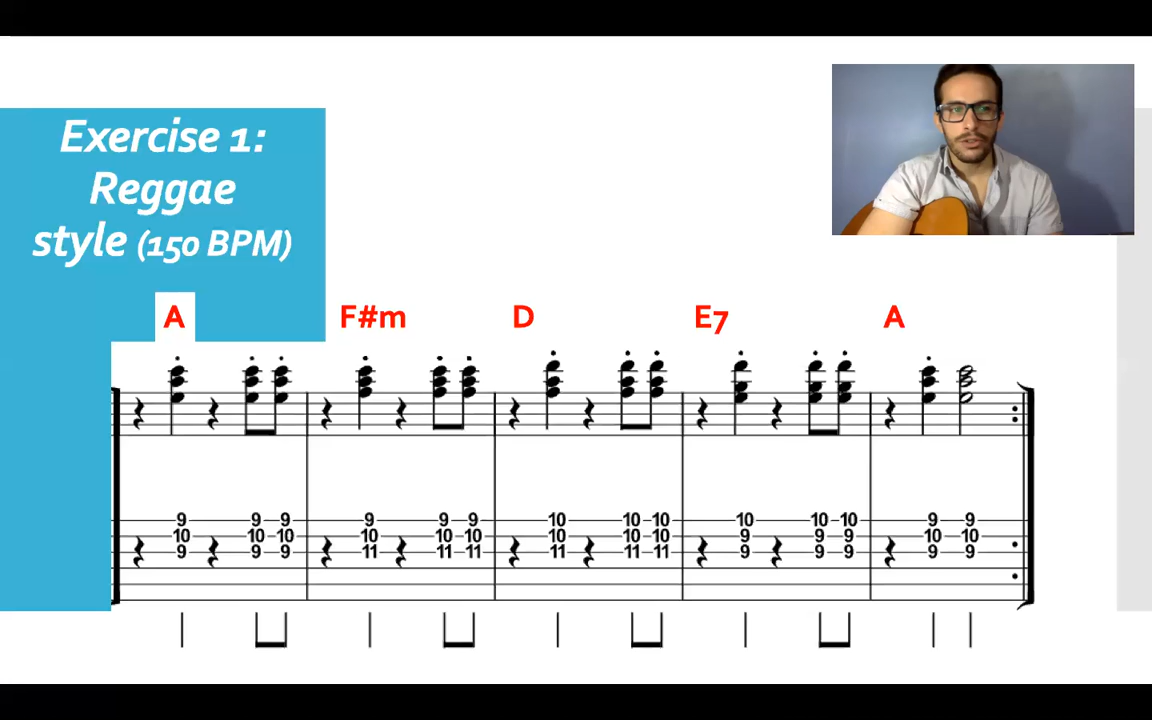 Exercise 1:
Reggae
style (150 BPM)
A F#m D E7 A
9 9 9 9 9 9 10 10 10 10 10 10 9 9
10 10 10 10 10 10 10 10 10 9 9 9 10 10
9 9 9 11 11 11 11 11 11 9 9 9 9 9